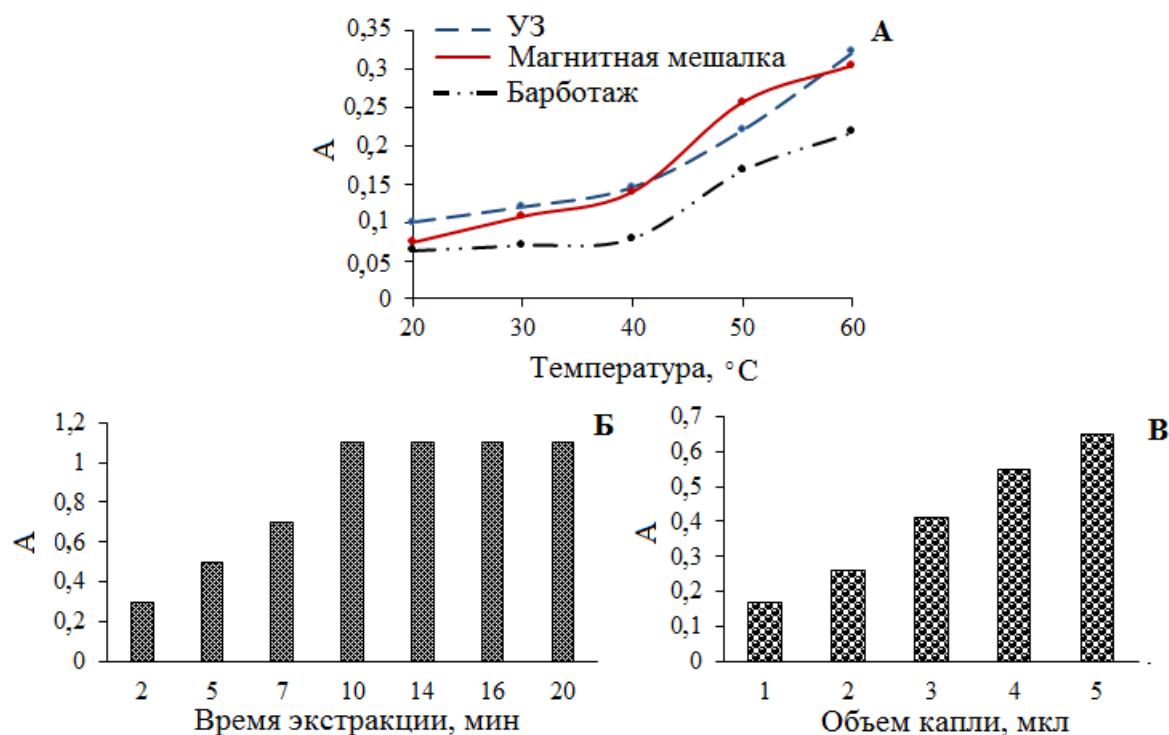 0,35
УЗ
А
0,3
Магнитная мешалка
0,25
Барботаж
0,2
А
0,15
0,1
0,05
0
20 30 40 50 60
Температура, °С
1,2
Б
1
0,8
А
0,6
0,4
0,2
0
2 5 7 10 14 16 20
Время экстракции, мин
0,7
В
0,6
0,5
0,4
А
0,3
0,2
0,1
0
1 2 3 4 5
Объем капли, мкл